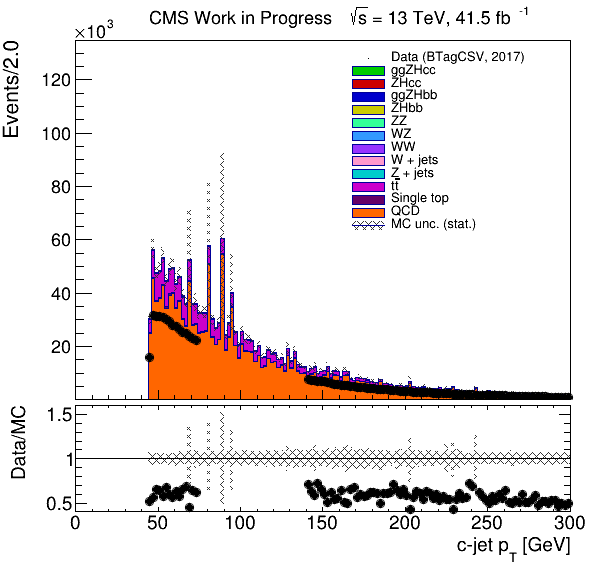 CMS Work in Progress √s = 13 TeV, 41.5 fb⁻¹
×10³
Events/2.0
120
100
80
60
40
20
Data (BTagCSV, 2017)
ggZHcc
ZHcc
ggZHbb
ZHbb
ZZ
WZ
WW
W + jets
Z + jets
tt̅
Single top
QCD
MC unc. (stat.)
Data/MC
1.5
1
0.5
0 50 100 150 200 250 300
c-jet p_T [GeV]